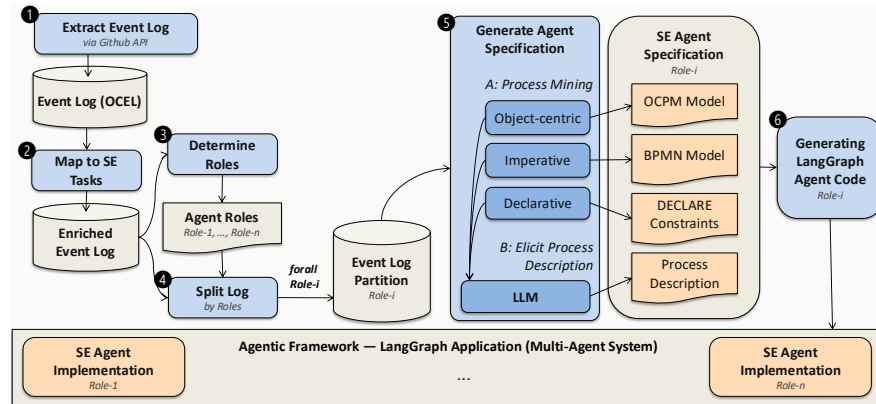 1
Extract Event Log
via Github API
Event Log (OCEL)
2
Map to SE
Tasks
Enriched
Event Log
3
Determine
Roles
Agent Roles
Role-1, ..., Role-n
4
Split Log
by Roles
forall
Role-i
Event Log
Partition
Role-i
5
Generate Agent
Specification
A: Process Mining
Object-centric
Imperative
Declarative
B: Elicit Process
Description
LLM
SE Agent
Specification
Role-i
OCPM Model
BPMN Model
DECLARE
Constraints
Process
Description
6
Generating
LangGraph
Agent Code
Role-i
Agentic Framework — LangGraph Application (Multi-Agent System)
SE Agent
Implementation
Role-1
...
SE Agent
Implementation
Role-n